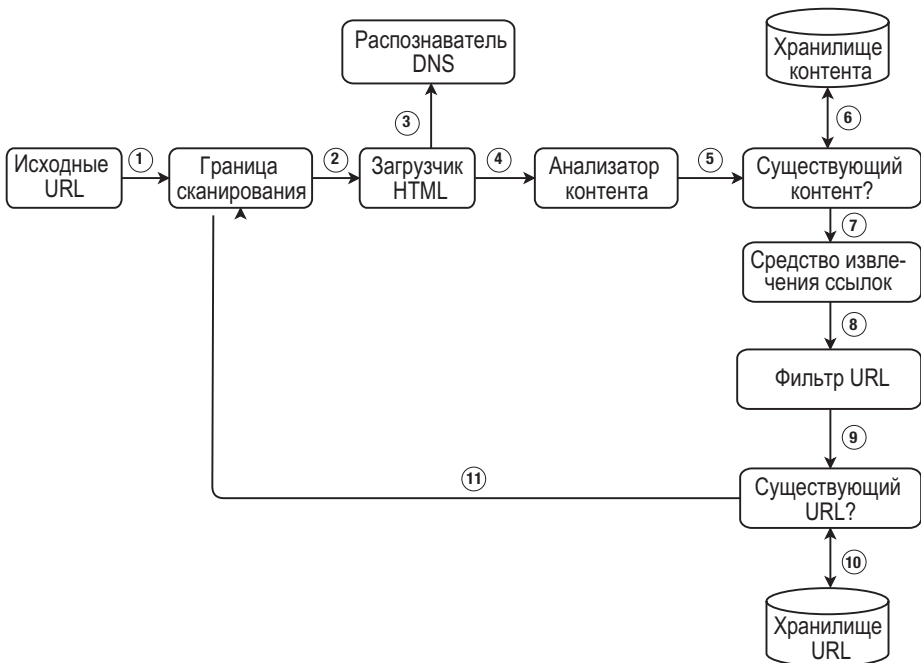 Распознаватель
DNS
Хранилище
контента
3
6
Исходные
URL
1
Граница
сканирования
2
Загрузчик
HTML
4
Анализатор
контента
5
Существующий
контент?
7
Средство извле-
чения ссылок
8
Фильтр URL
9
11
Существующий
URL?
10
Хранилище
URL